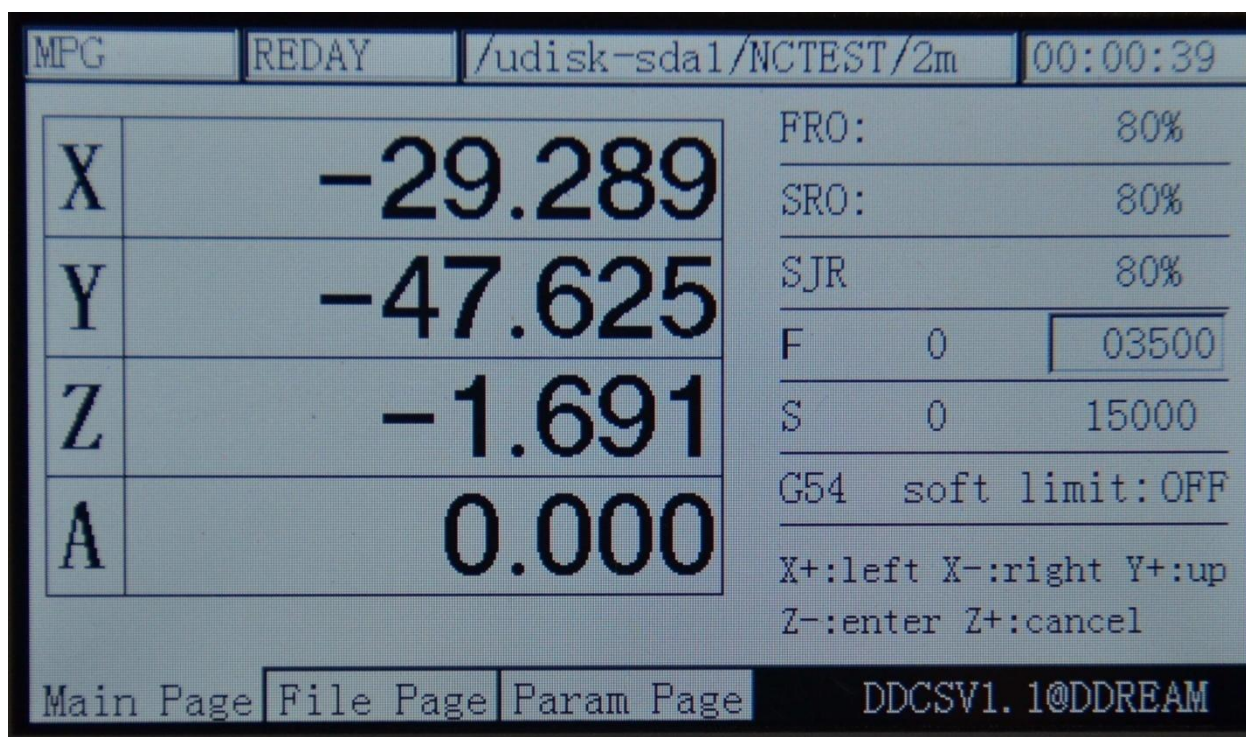 MPG REDAY /udisk-sda1/NCTEST/2m 00:00:39
X -29.289
Y -47.625
Z -1.691
A 0.000
FRO: 80%
SRO: 80%
SJR 80%
F 0 03500
S 0 15000
G54 soft limit:OFF
X+:left X-:right Y+:up
Z-:enter Z+:cancel
Main Page File Page Param Page DDCSV1.1@DDREAM